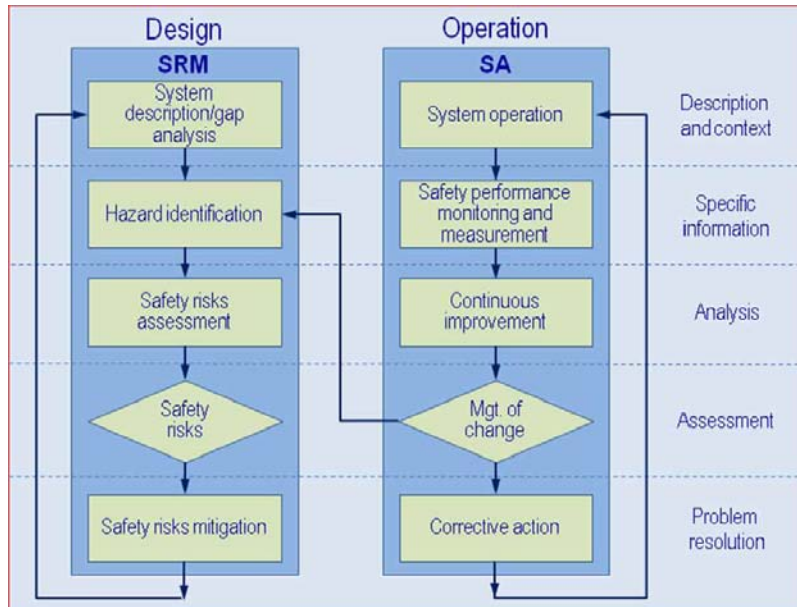 Design
Operation
SRM
SA
System
description/gap
analysis
System operation
Description
and context
Hazard identification
Safety performance
monitoring and
measurement
Specific
information
Safety risks
assessment
Continuous
improvement
Analysis
Safety
risks
Mgt. of
change
Assessment
Safety risks mitigation
Corrective action
Problem
resolution